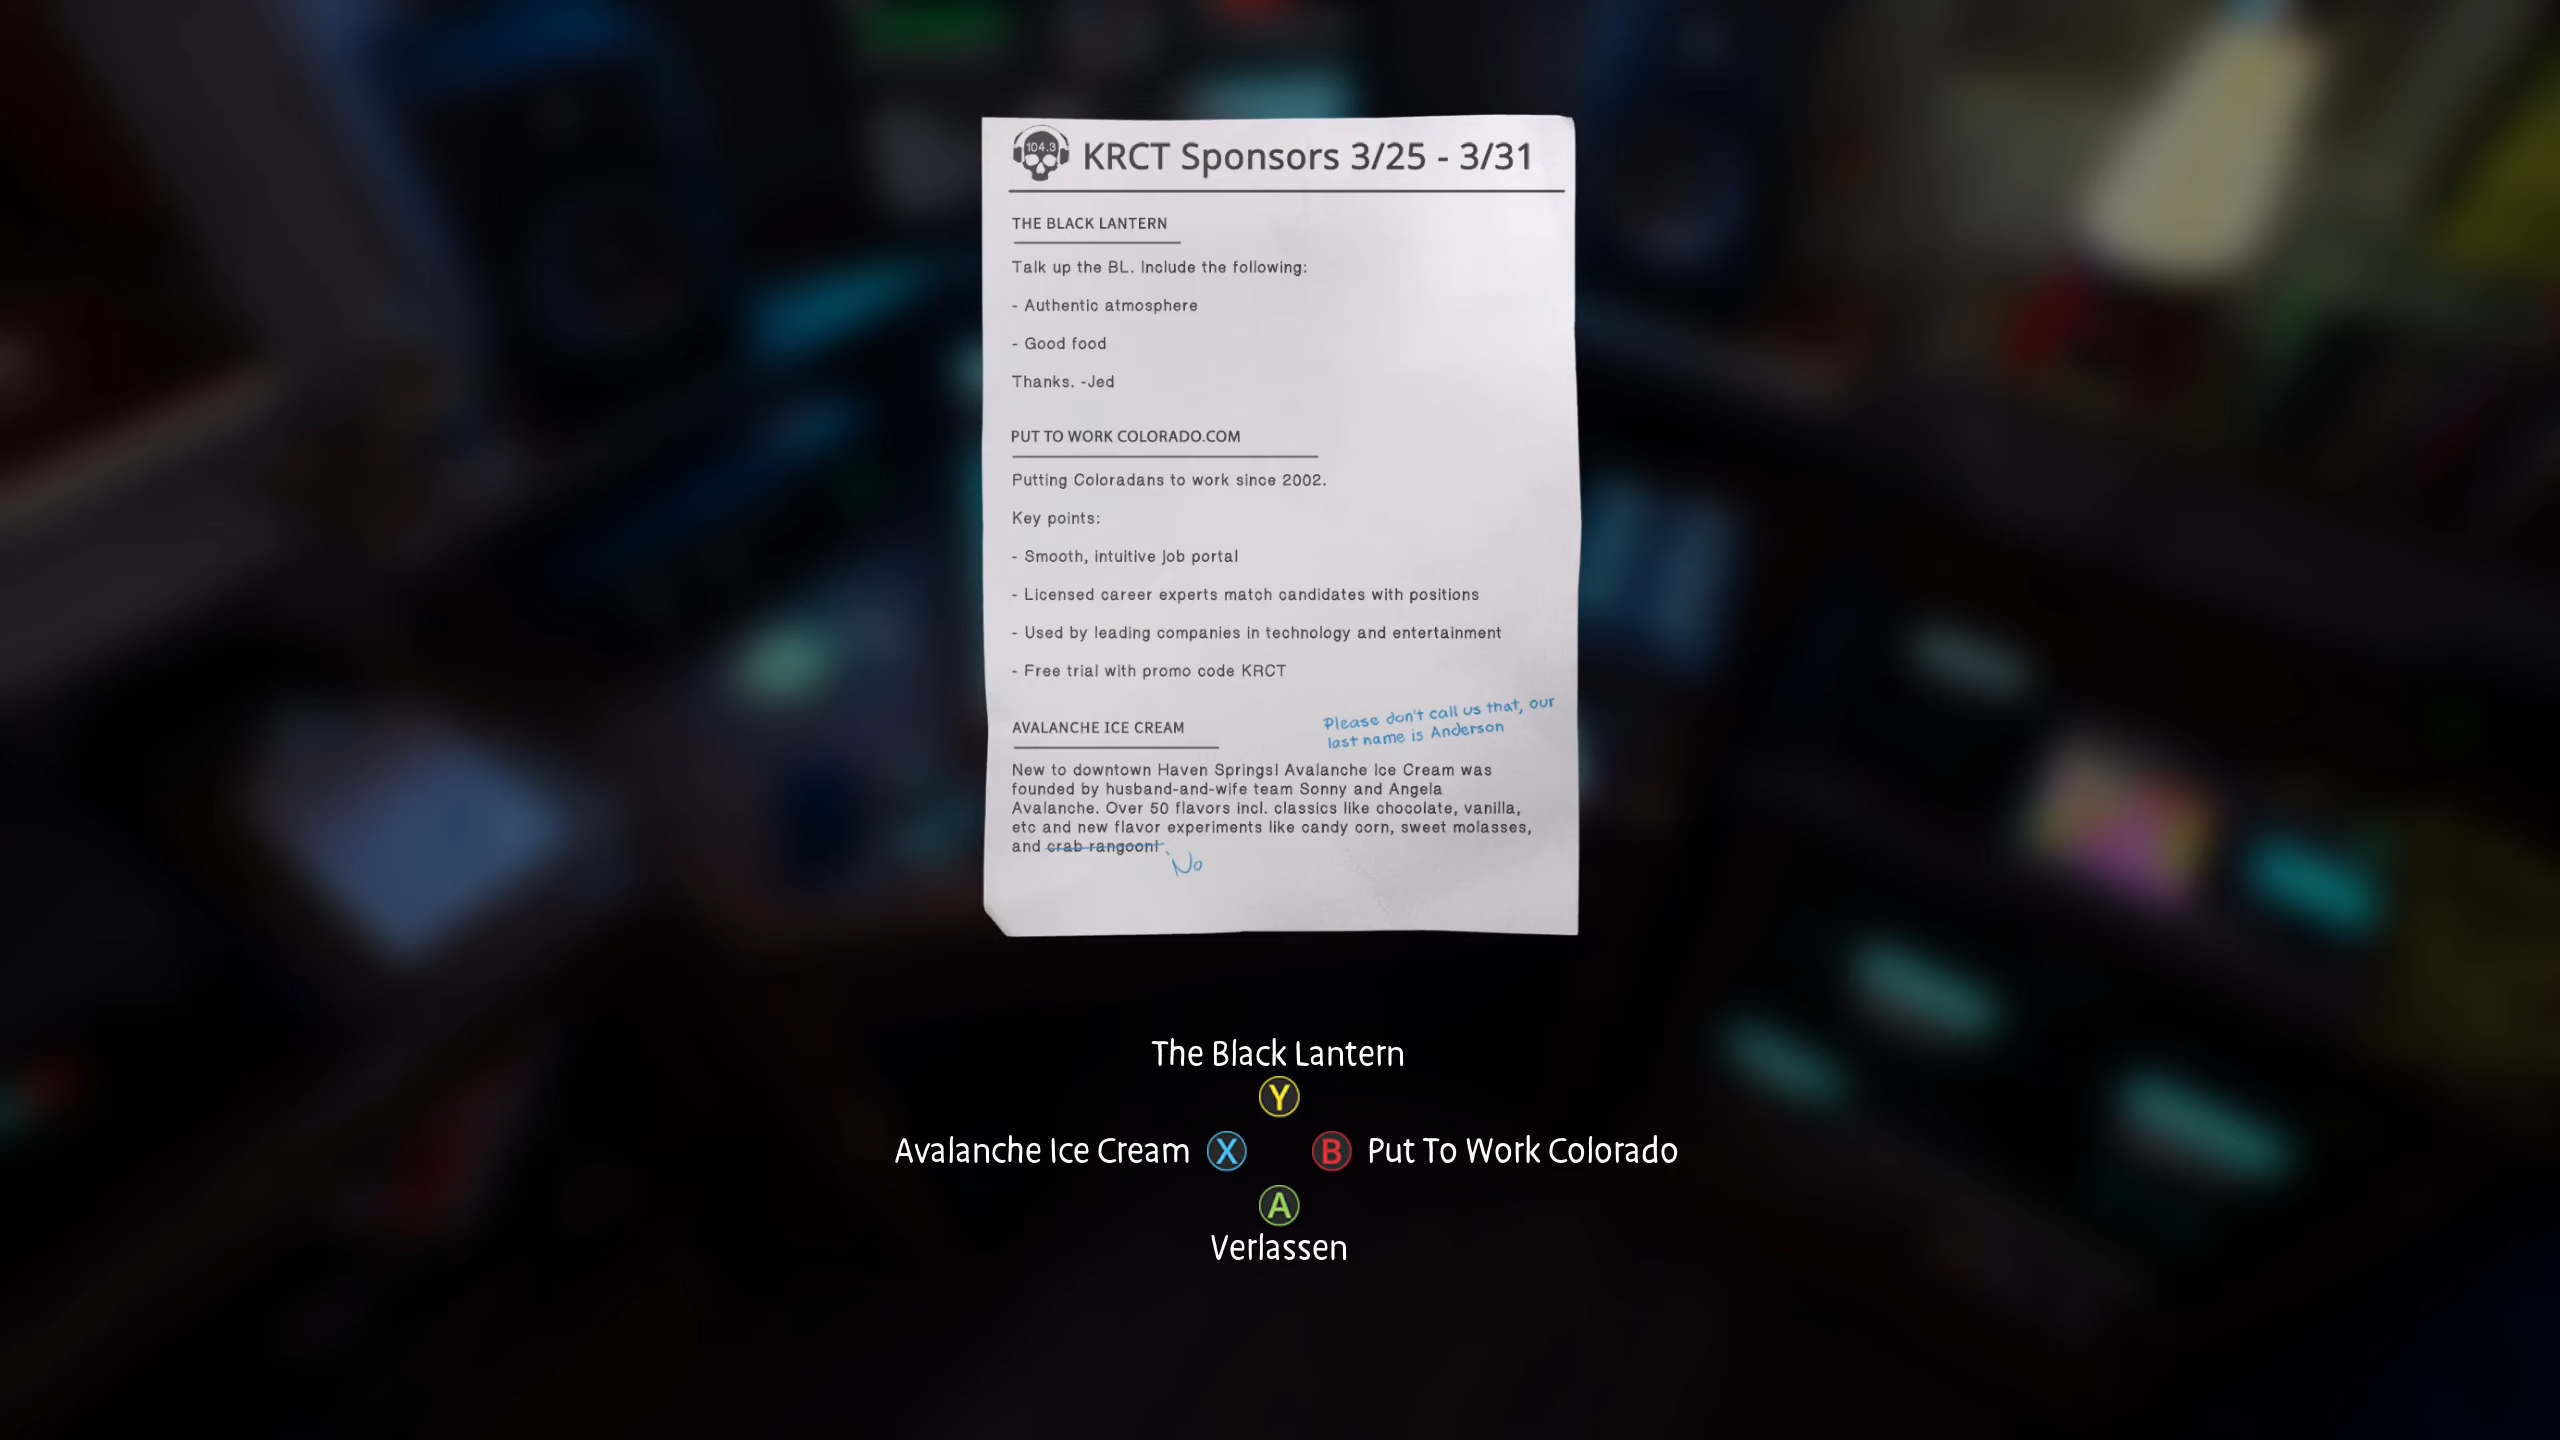 104.3
KRCT Sponsors 3/25 - 3/31
THE BLACK LANTERN
Talk up the BL. Include the following:
- Authentic atmosphere
- Good food
Thanks. -Jed
PUT TO WORK COLORADO.COM
Putting Coloradans to work since 2002.
Key points:
- Smooth, intuitive job portal
- Licensed career experts match candidates with positions
- Used by leading companies in technology and entertainment
- Free trial with promo code KRCT
Please don't call us that, our
last name is Anderson
AVALANCHE ICE CREAM
New to downtown Haven Springs! Avalanche Ice Cream was
founded by husband-and-wife team Sonny and Angela
Avalanche. Over 50 flavors incl. classics like chocolate, vanilla,
etc and new flavor experiments like candy corn, sweet molasses,
and crab rangoon!
No
The Black Lantern
Y
Avalanche Ice Cream X B Put To Work Colorado
A
Verlassen